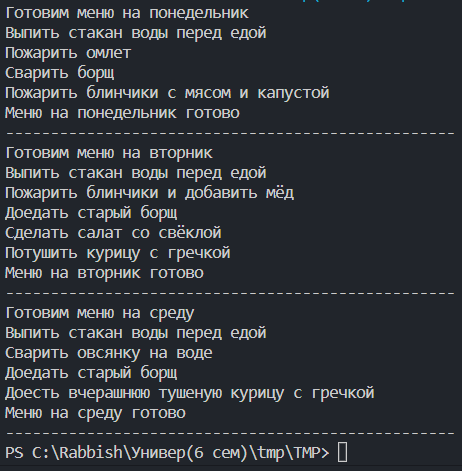 Готовим меню на понедельник
Выпить стакан воды перед едой
Пожарить омлет
Сварить борщ
Пожарить блинчики с мясом и капустой
Меню на понедельник готово
--------------------------------------------------
Готовим меню на вторник
Выпить стакан воды перед едой
Пожарить блинчики и добавить мёд
Доедать старый борщ
Сделать салат со свёклой
Потушить курицу с гречкой
Меню на вторник готово
--------------------------------------------------
Готовим меню на среду
Выпить стакан воды перед едой
Сварить овсянку на воде
Доедать старый борщ
Доесть вчерашнюю тушеную курицу с гречкой
Меню на среду готово
--------------------------------------------------
PS C:\Rabbish\Универ(6 сем)\tmp\TMP>